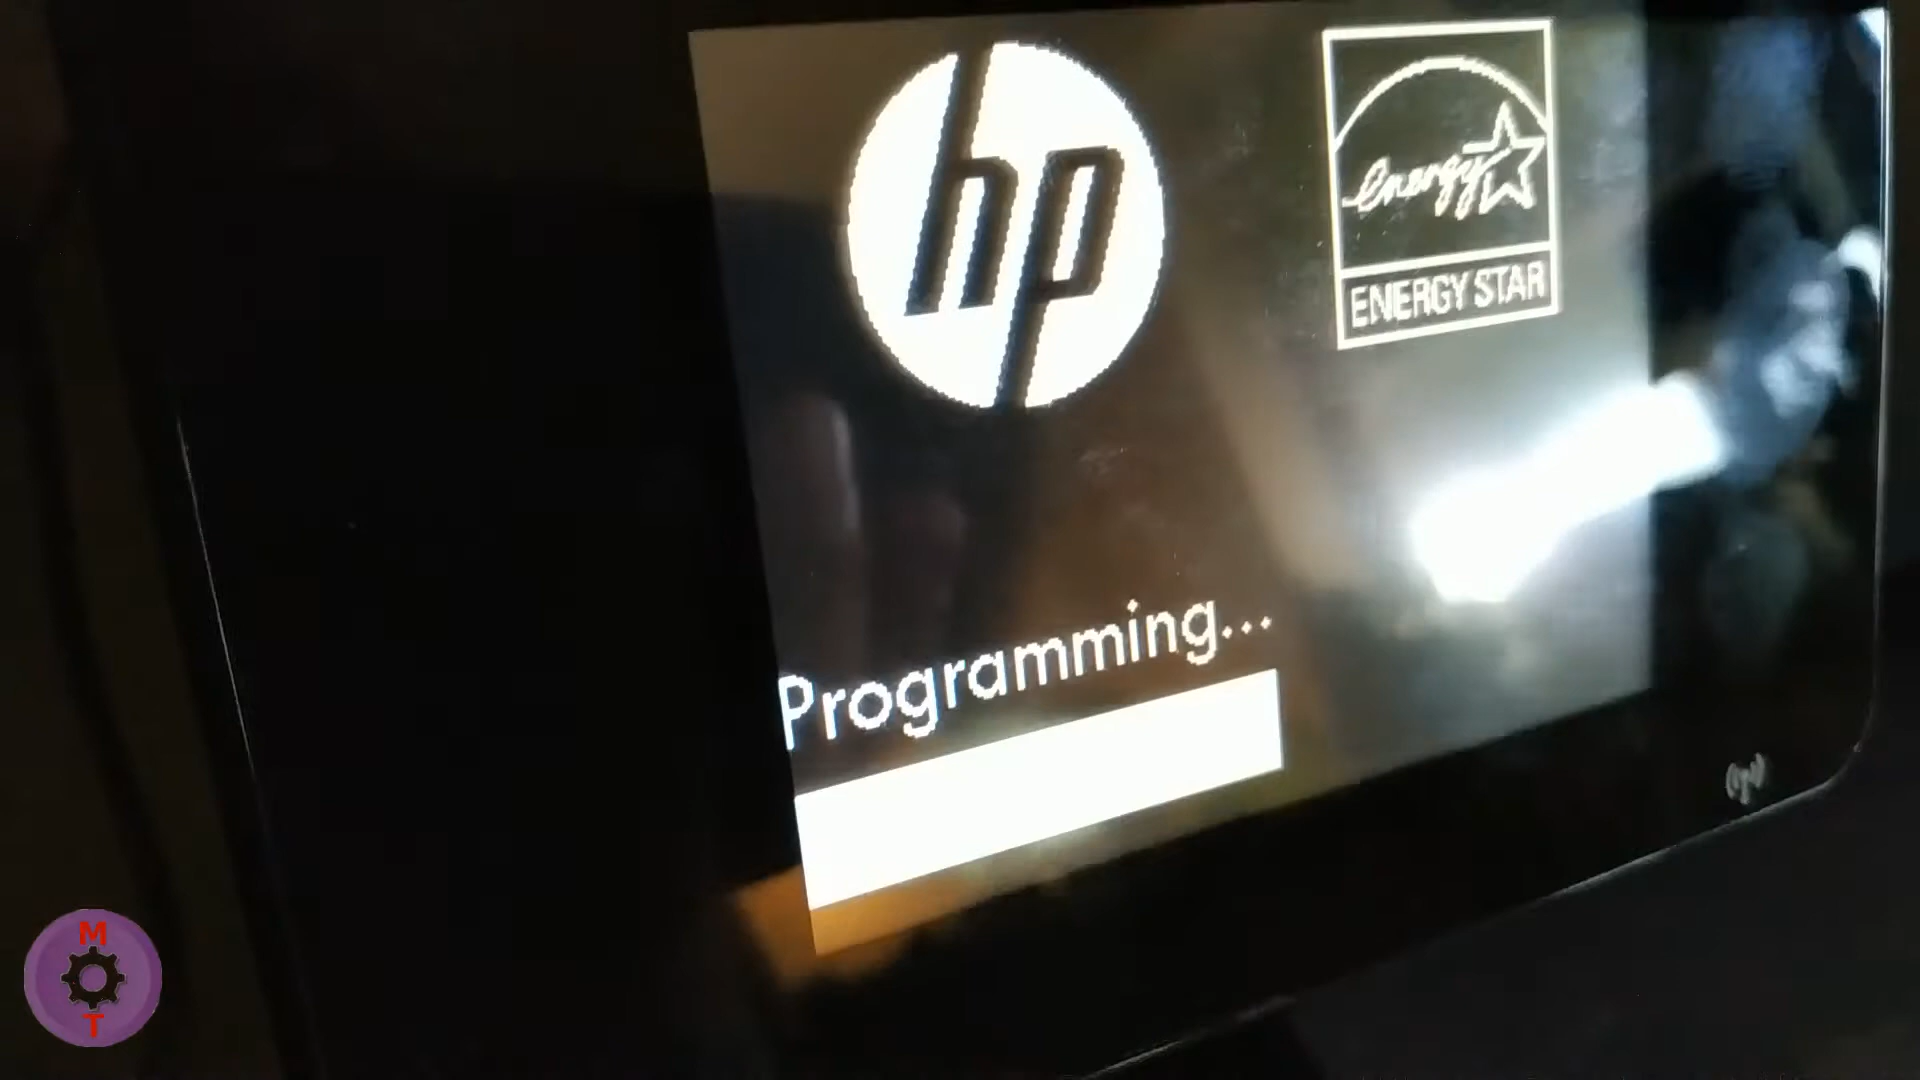 hp
energy
ENERGY STAR
Programming...
M
T